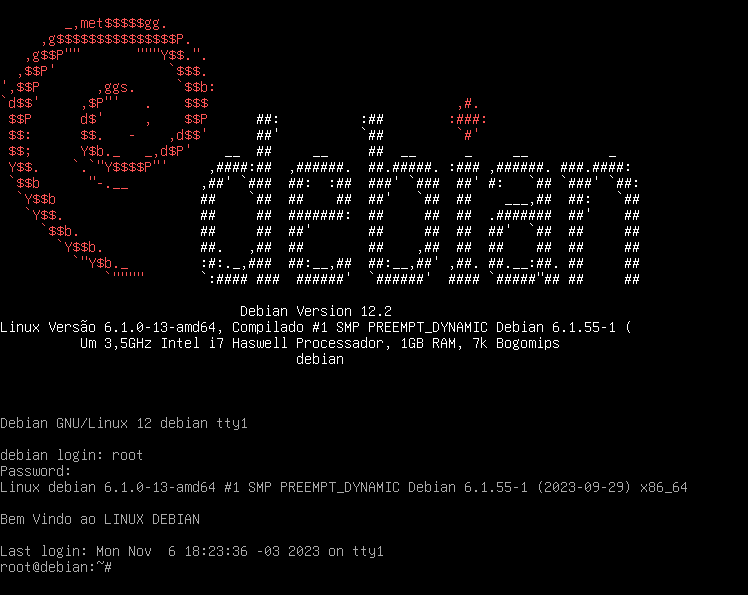 debian
Debian Version 12.2
Linux Versão 6.1.0-13-amd64, Compilado #1 SMP PREEMPT_DYNAMIC Debian 6.1.55-1 (
Um 3,5GHz Intel i7 Haswell Processador, 1GB RAM, 7k Bogomips
debian
Debian GNU/Linux 12 debian tty1
debian login: root
Password:
Linux debian 6.1.0-13-amd64 #1 SMP PREEMPT_DYNAMIC Debian 6.1.55-1 (2023-09-29) x86_64
Bem Vindo ao LINUX DEBIAN
Last login: Mon Nov  6 18:23:36 -03 2023 on tty1
root@debian:~#